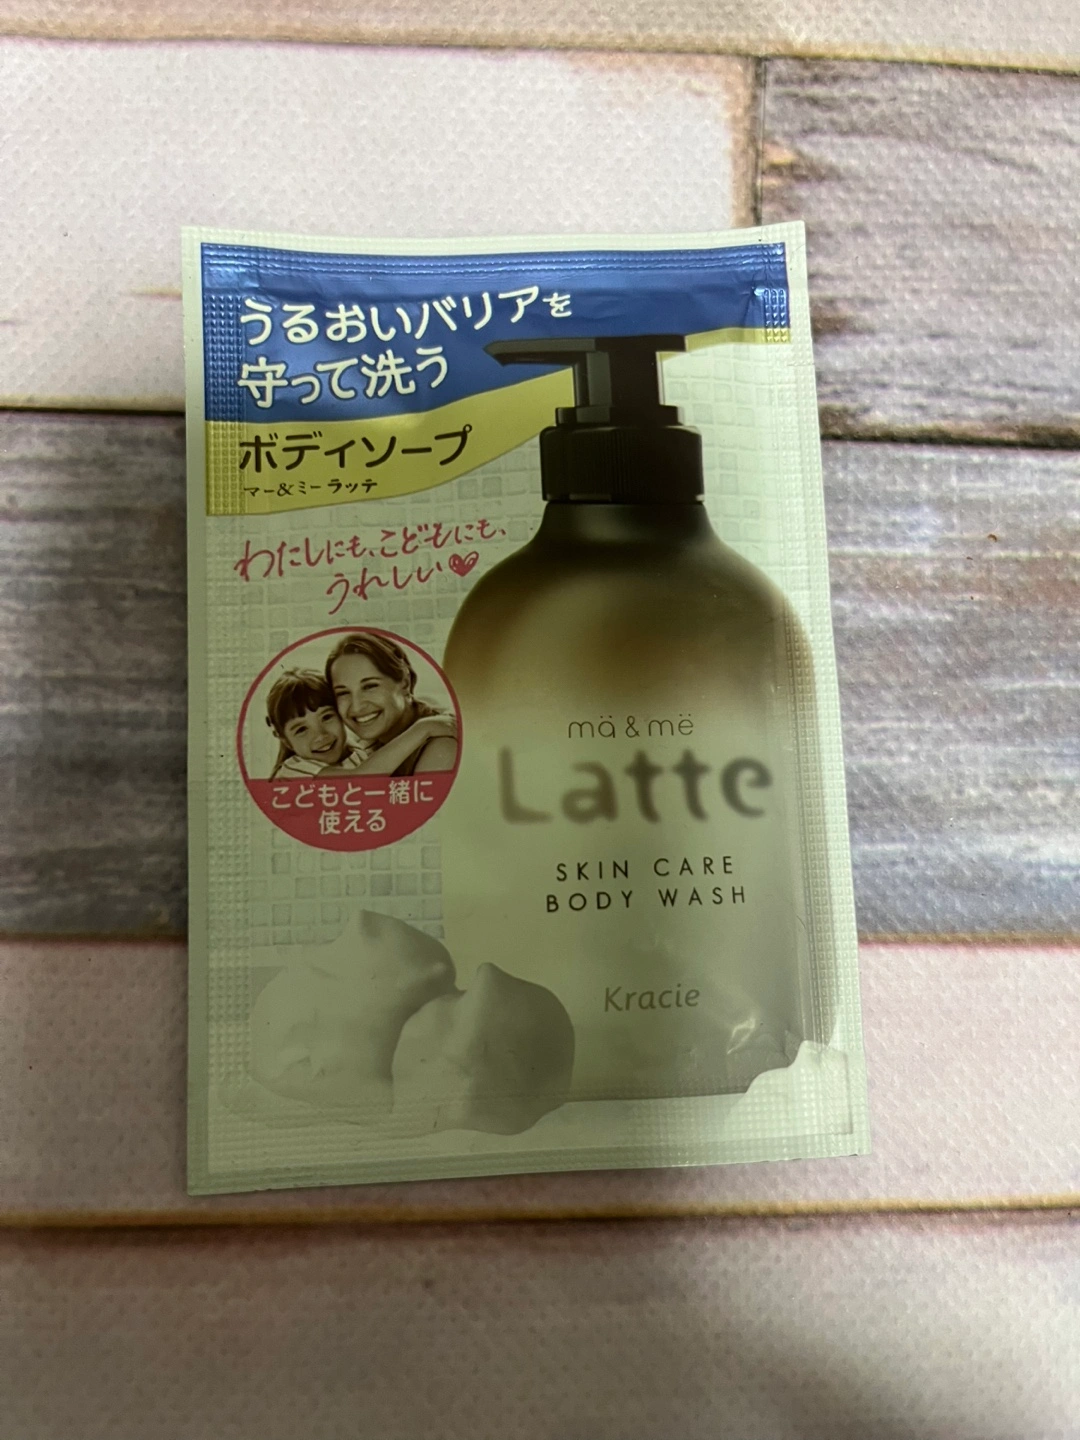 うるおいバリアを
守って洗う
ボディソープ
マー&ミー ラッテ
わたしにも、こどもにも、
うれしい♥
こどもと一緒に
使える
mä & më
Latte
SKIN CARE
BODY WASH
Kracie